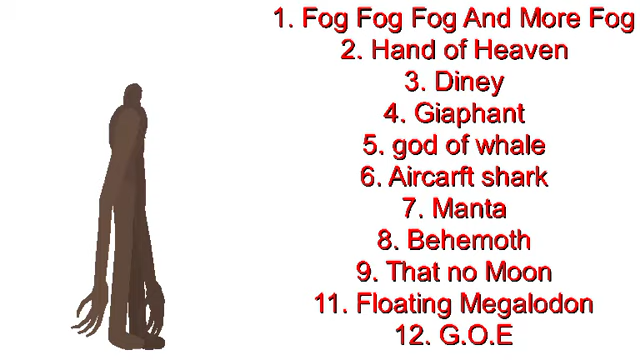 1. Fog Fog Fog And More Fog
2. Hand of Heaven
3. Diney
4. Giaphant
5. god of whale
6. Aircarft shark
7. Manta
8. Behemoth
9. That no Moon
11. Floating Megalodon
12. G.O.E